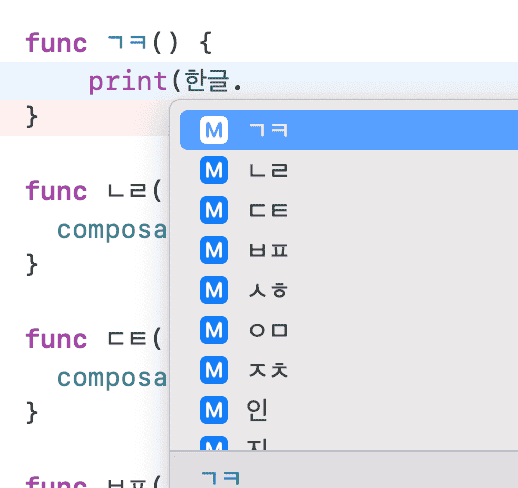 func ㄱㅋ() {
    print(한글.
}
M ㄱㅋ
M ㄴㄹ
M ㄷㅌ
M ㅂㅍ
M ㅅㅎ
M ㅇㅁ
M ㅈㅊ
M 인
M 지
func ㄴㄹ(
  composa
}
func ㄷㅌ(
  composa
}
func ㅂㅍ(
ㄱㅋ